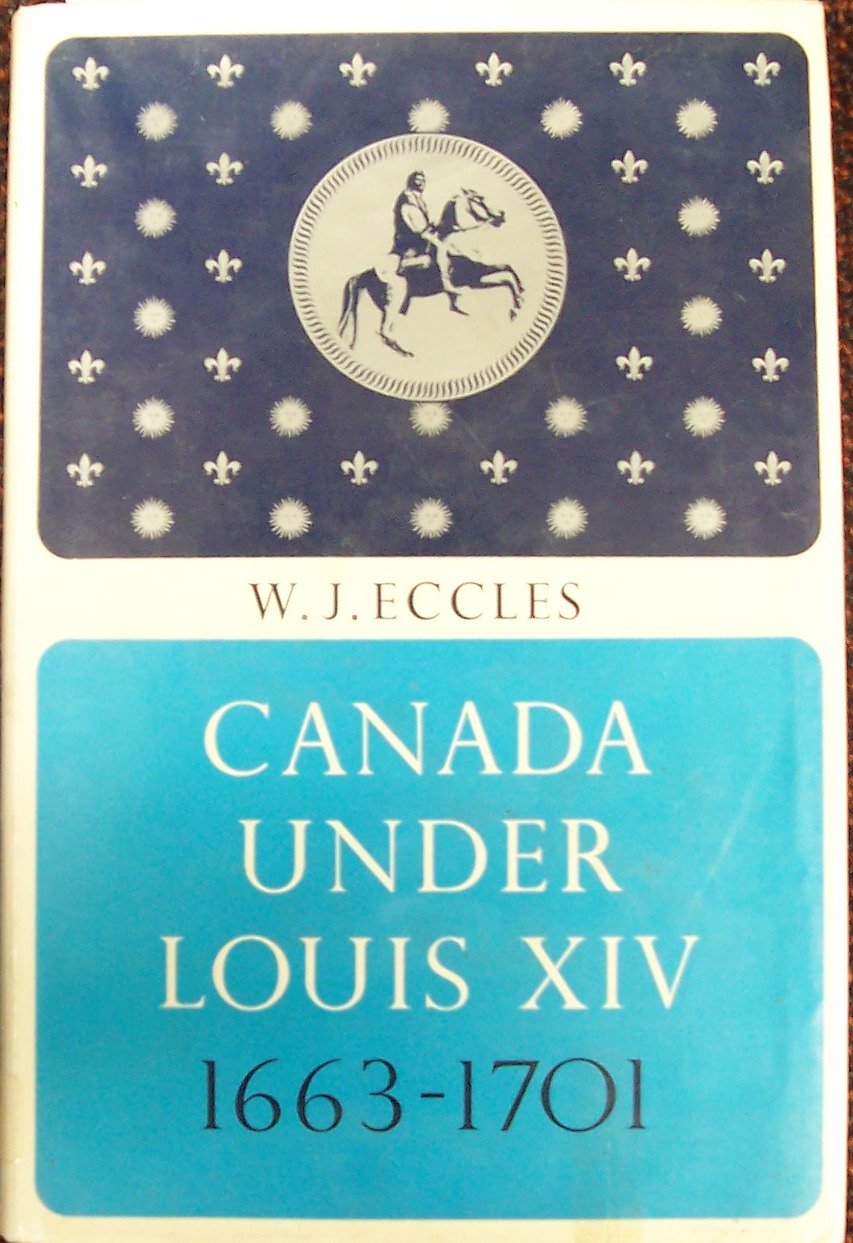 W. J. ECCLES
CANADA
UNDER
LOUIS XIV
1663-1701